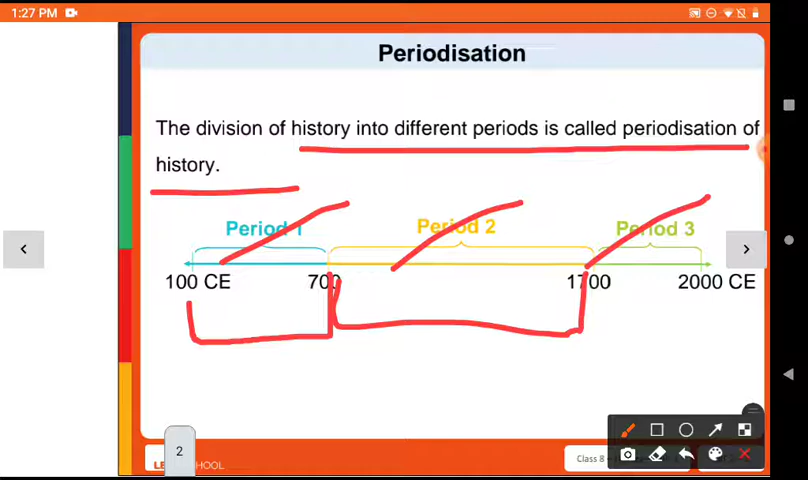 1:27 PM
Periodisation
The division of history into different periods is called periodisation of
history.
Period 1 Period 2 Period 3
100 CE 700 1700 2000 CE
2
CHOOL
Class 8